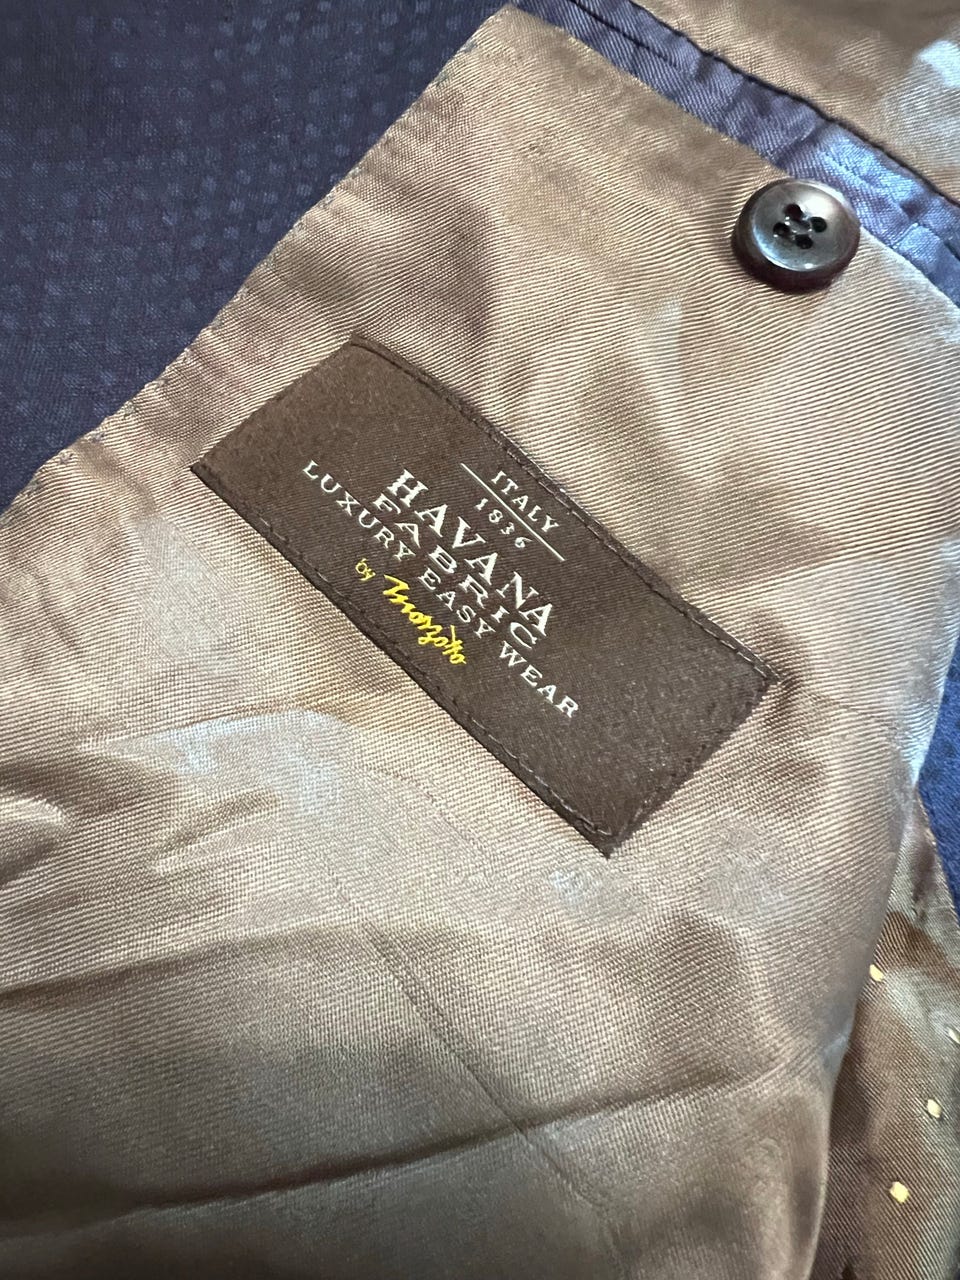 ITALY
1836
HAVANA
FABRIC
LUXURY EASY WEAR
by